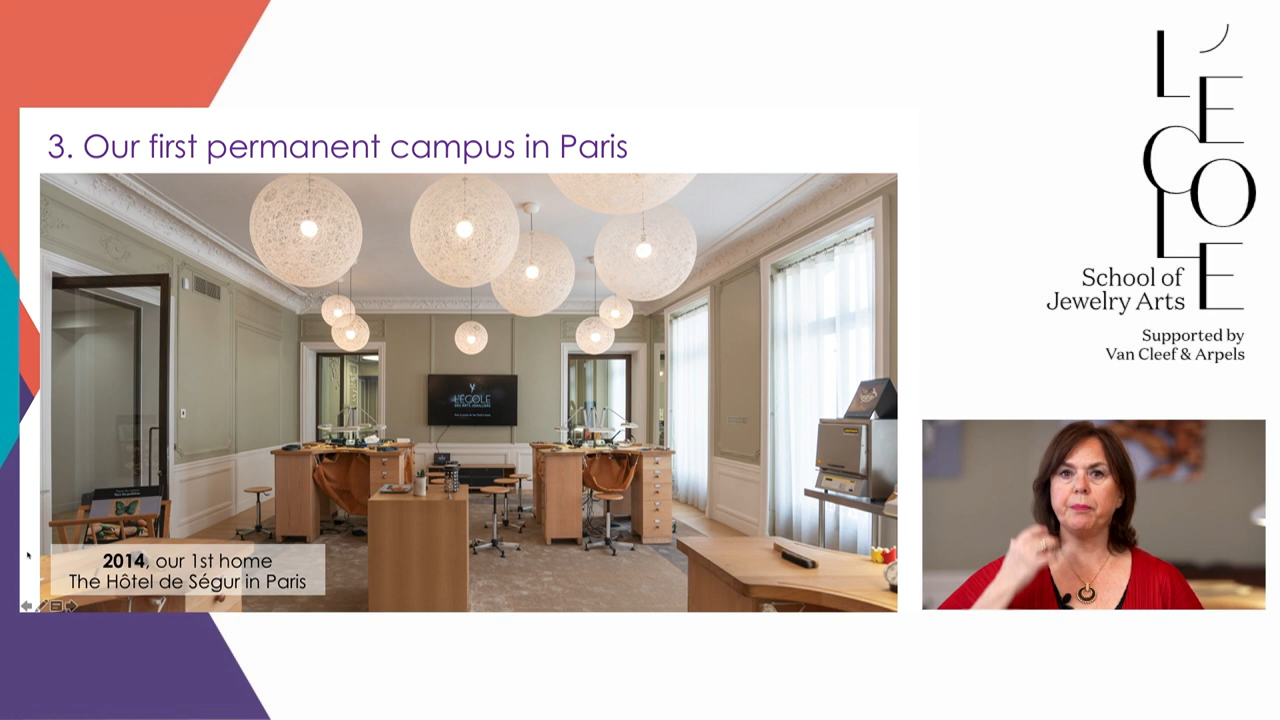 3. Our first permanent campus in Paris
L'ÉCOLE
2014, our 1st home
The Hôtel de Ségur in Paris
L'ÉCOLE
School of
Jewelry Arts
Supported by
Van Cleef & Arpels